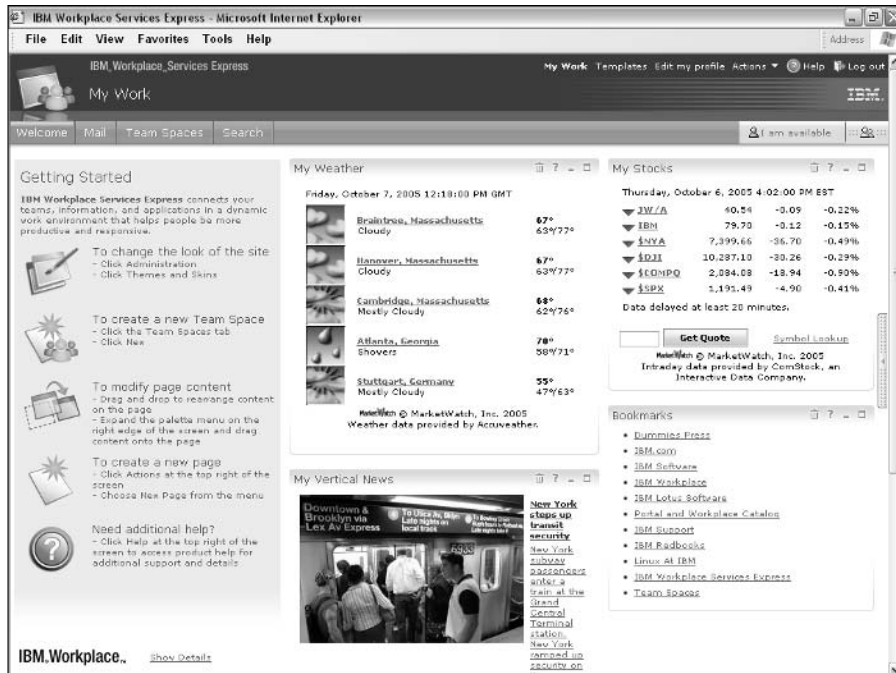 IBM Workplace Services Express - Microsoft Internet Explorer
File Edit View Favorites Tools Help
Address
IBM Workplace Services Express
My Work Templates Edit my profile Actions Help Log out
My Work
IBM
Welcome Mail Team Spaces Search
I am available
Getting Started
IBM Workplace Services Express connects your
teams, information, and applications in a dynamic
work environment that helps people be more
productive and responsive.
To change the look of the site
- Click Administration
- Click Themes and Skins
To create a new Team Space
- Click the Team Spaces tab
- Click New
To modify page content
- Drag and drop to rearrange content
on the page
- Expand the palette menu on the
right edge of the screen and drag
content onto the page
To create a new page
- Click Actions at the top right of the
screen
- Choose New Page from the menu
Need additional help?
- Click Help at the top right of the
screen to access product help for
additional support and details
IBM Workplace
Show Details
My Weather
Friday, October 7, 2005 12:18:00 PM GMT
Braintree, Massachusetts 67°
Cloudy 63°/77°
Hanover, Massachusetts 67°
Cloudy 63°/77°
Cambridge, Massachusetts 68°
Mostly Cloudy 62°/76°
Atlanta, Georgia 70°
Showers 58°/71°
Stuttgart, Germany 55°
Mostly Cloudy 47°/63°
MarketWatch © MarketWatch, Inc. 2005
Weather data provided by Accuweather.
My Vertical News
Downtown &
Brooklyn via
Lex Av Express
To Utica Av, Bklyn
Late nights on
local track
New York
steps up
transit
security
New York
subway
passengers
enter a
train at the
Grand
Central
Terminal
station.
New York
ramped up
security on
My Stocks
Thursday, October 6, 2005 4:02:00 PM EST
JW/A 40.54 -0.09 -0.22%
IBM 79.70 -0.12 -0.15%
$NYA 7,399.66 -36.70 -0.49%
$DJI 10,287.10 -30.26 -0.29%
$COMPQ 2,084.08 -18.94 -0.90%
$SPX 1,191.49 -4.90 -0.41%
Data delayed at least 20 minutes.
Get Quote Symbol Lookup
MarketWatch © MarketWatch, Inc. 2005
Intraday data provided by ComStock, an
Interactive Data Company.
Bookmarks
Dummies Press
IBM.com
IBM Software
IBM Workplace
IBM Lotus Software
Portal and Workplace Catalog
IBM Support
IBM Redbooks
Linux At IBM
IBM Workplace Services Express
Team Spaces